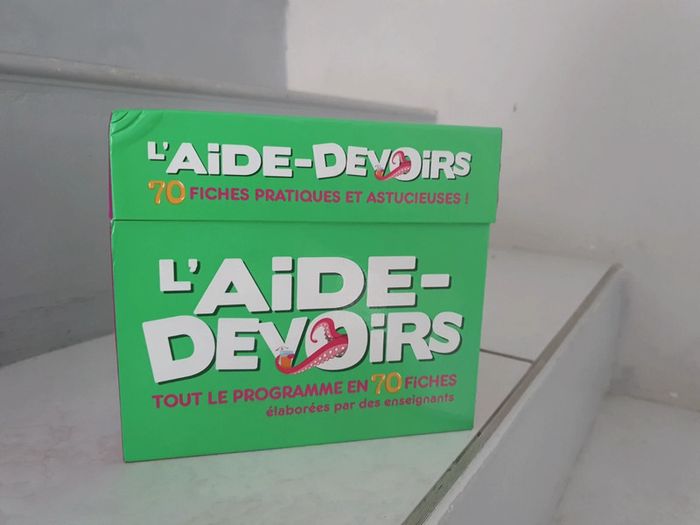 L'AiDE-DEVOiRS
70 FICHES PRATIQUES ET ASTUCIEUSES !
L'AiDE-
DEVOiRS
TOUT LE PROGRAMME EN 70 FiCHES
élaborées par des enseignants